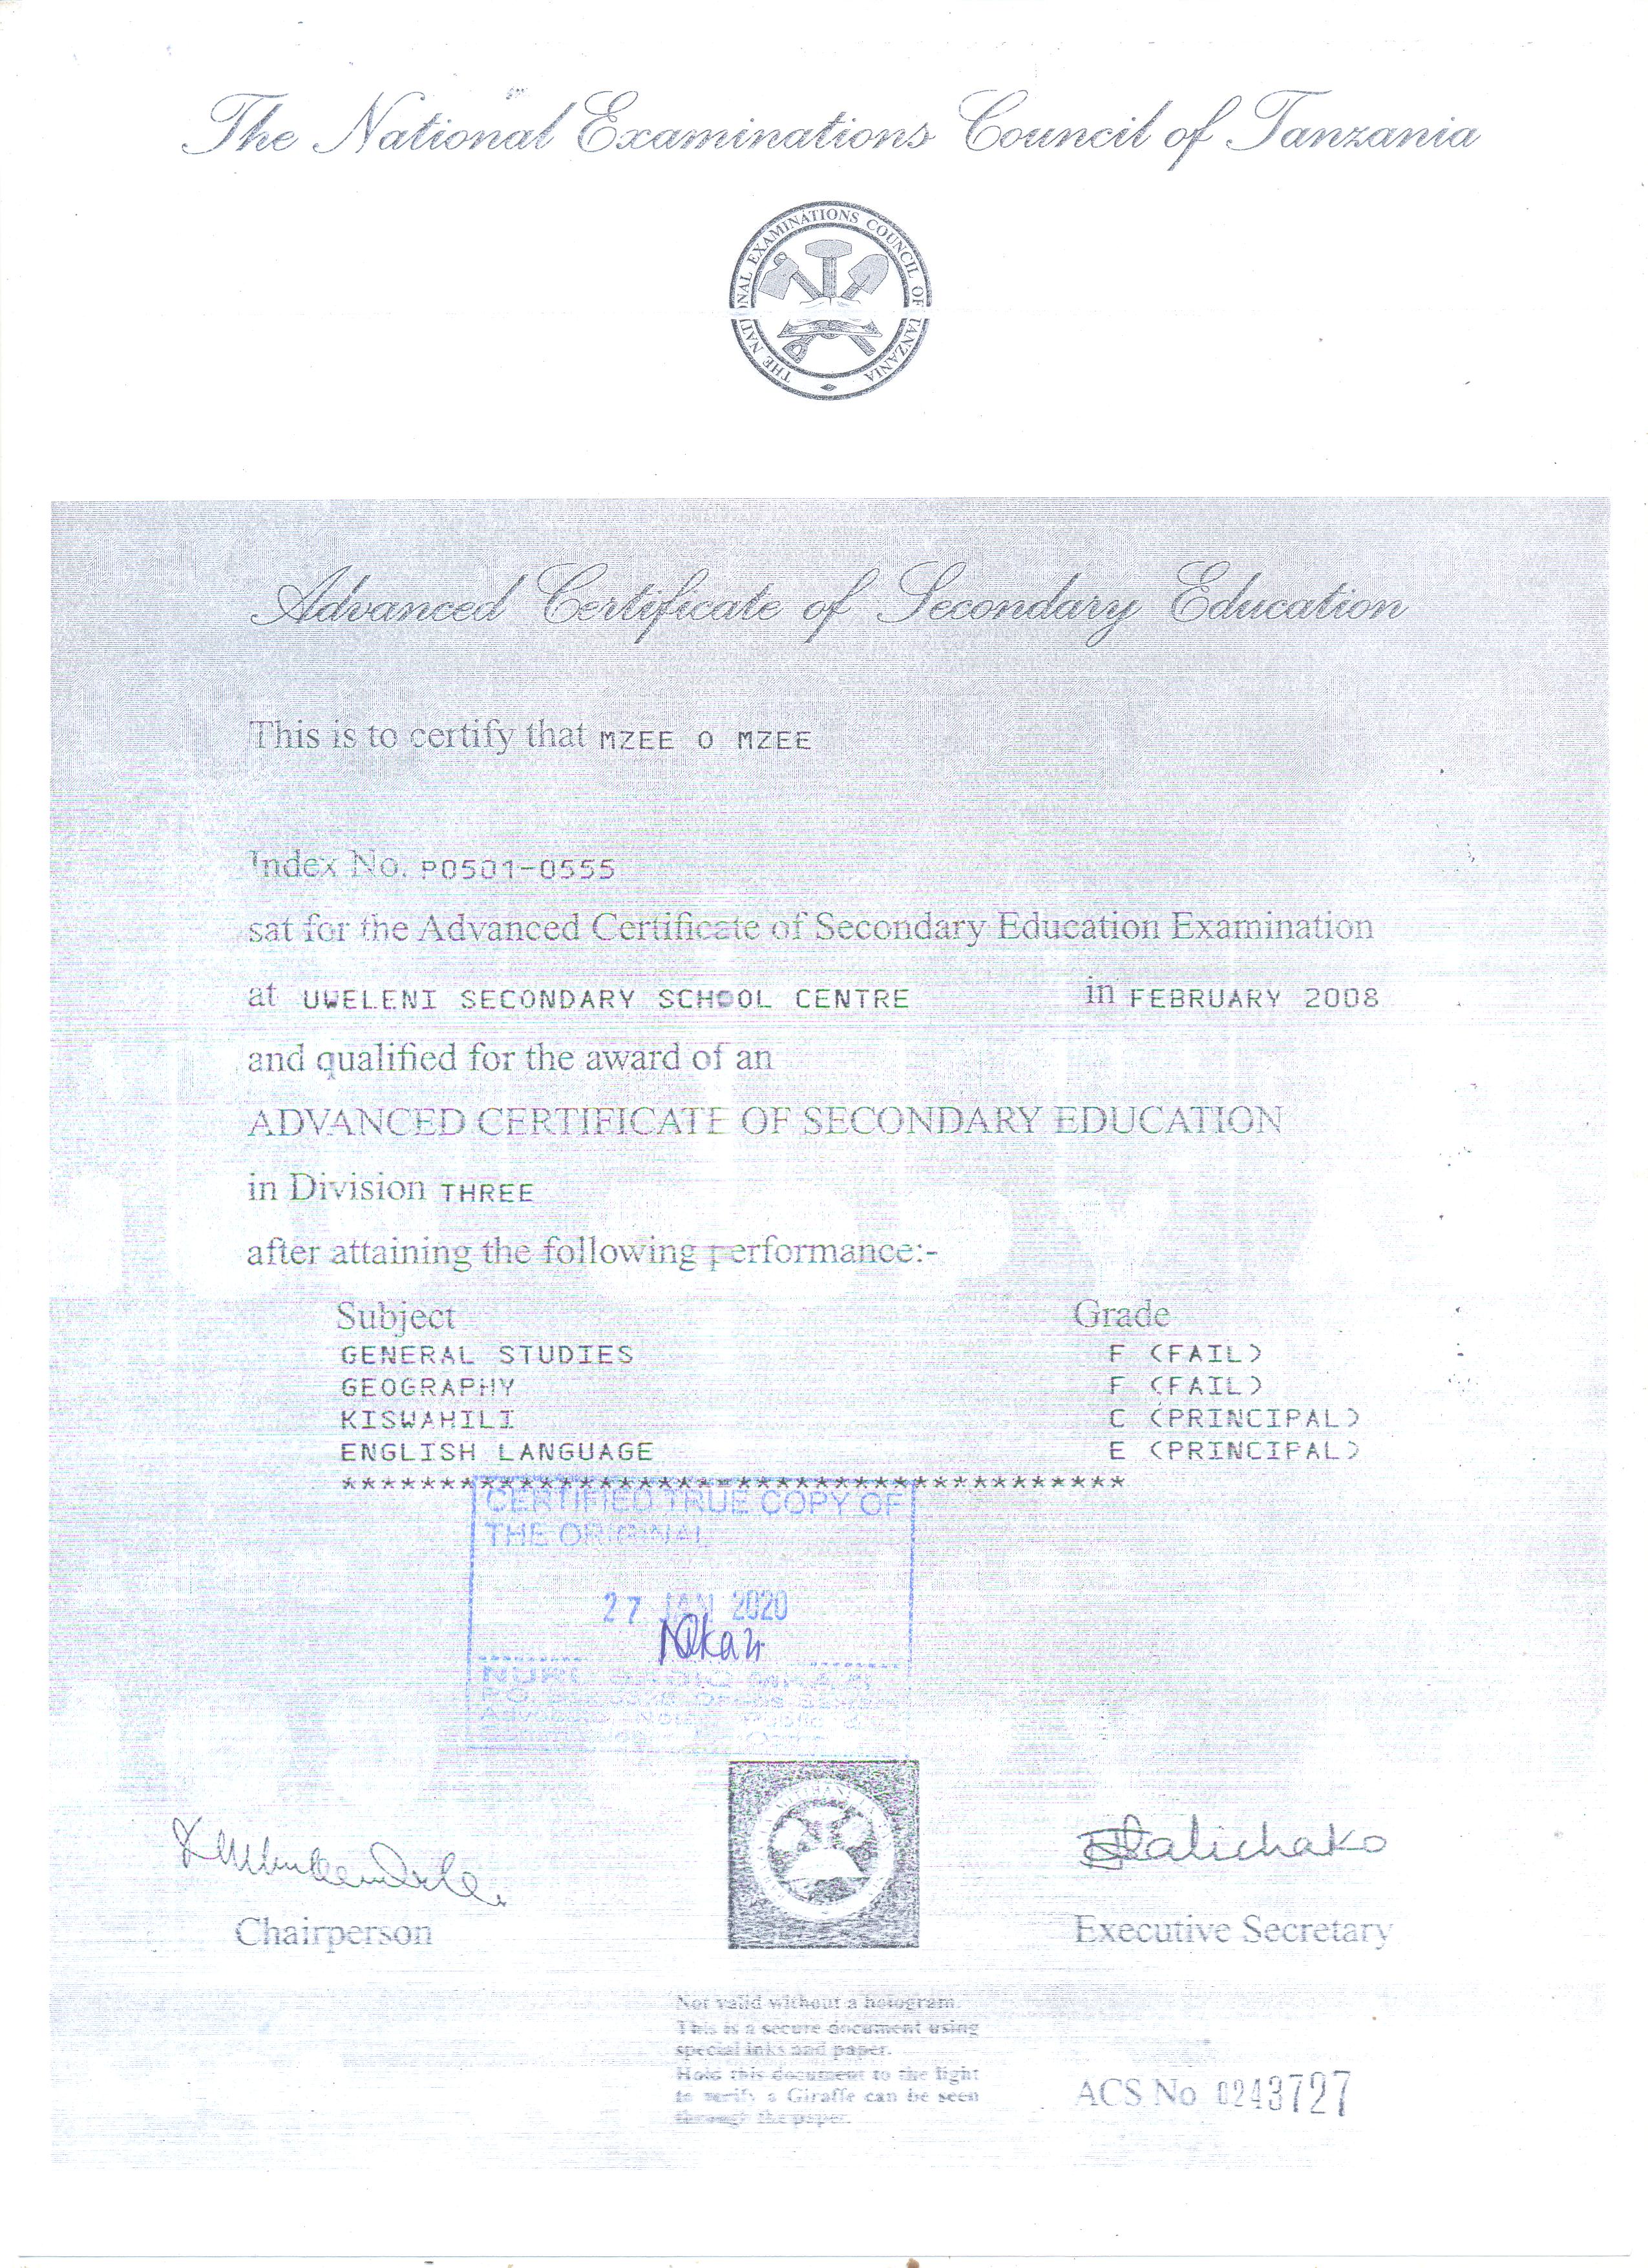 The National Examinations Council of Tanzania
THE NATIONAL EXAMINATIONS COUNCIL OF TANZANIA
Advanced Certificate of Secondary Education
This is to certify that MZEE O MZEE
Index No. P0501-0555
sat for the Advanced Certificate of Secondary Education Examination
at UWELENI SECONDARY SCHOOL CENTRE in FEBRUARY 2008
and qualified for the award of an
ADVANCED CERTIFICATE OF SECONDARY EDUCATION
in Division THREE
after attaining the following performance:-
Subject Grade
GENERAL STUDIES F (FAIL)
GEOGRAPHY F (FAIL)
KISWAHILI C (PRINCIPAL)
ENGLISH LANGUAGE E (PRINCIPAL)
CERTIFIED TRUE COPY OF
THE ORIGINAL
27 JAN 2020
Chairperson
Executive Secretary
Not valid without a hologram.
This is a secure document using
special inks and paper.
Hold this document to the light
to verify a Giraffe can be seen
through the paper.
ACS No 0243727